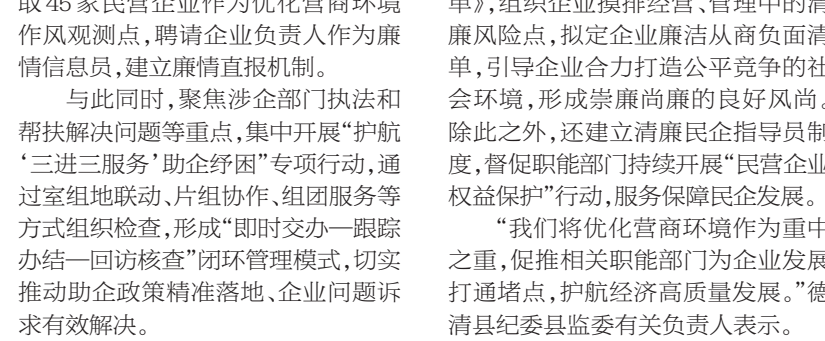 取45家民营企业作为优化营商环境
作风观测点，聘请企业负责人作为廉
情信息员，建立廉情直报机制。
与此同时，聚焦涉企部门执法和
帮扶解决问题等重点，集中开展“护航
‘三进三服务’助企纾困”专项行动，通
过室组地联动、片组协作、组团服务等
方式组织检查，形成“即时交办—跟踪
办结—回访核查”闭环管理模式，切实
推动助企政策精准落地、企业问题诉
求有效解决。
单》，组织企业摸排经营、管理中的清
廉风险点，拟定企业廉洁从商负面清
单，引导企业合力打造公平竞争的社
会环境，形成崇廉尚廉的良好风尚。
除此之外，还建立清廉民企指导员制
度，督促职能部门持续开展“民营企业
权益保护”行动，服务保障民企发展。
“我们将优化营商环境作为重中
之重，促推相关职能部门为企业发展
打通堵点，护航经济高质量发展。”德
清县纪委县监委有关负责人表示。